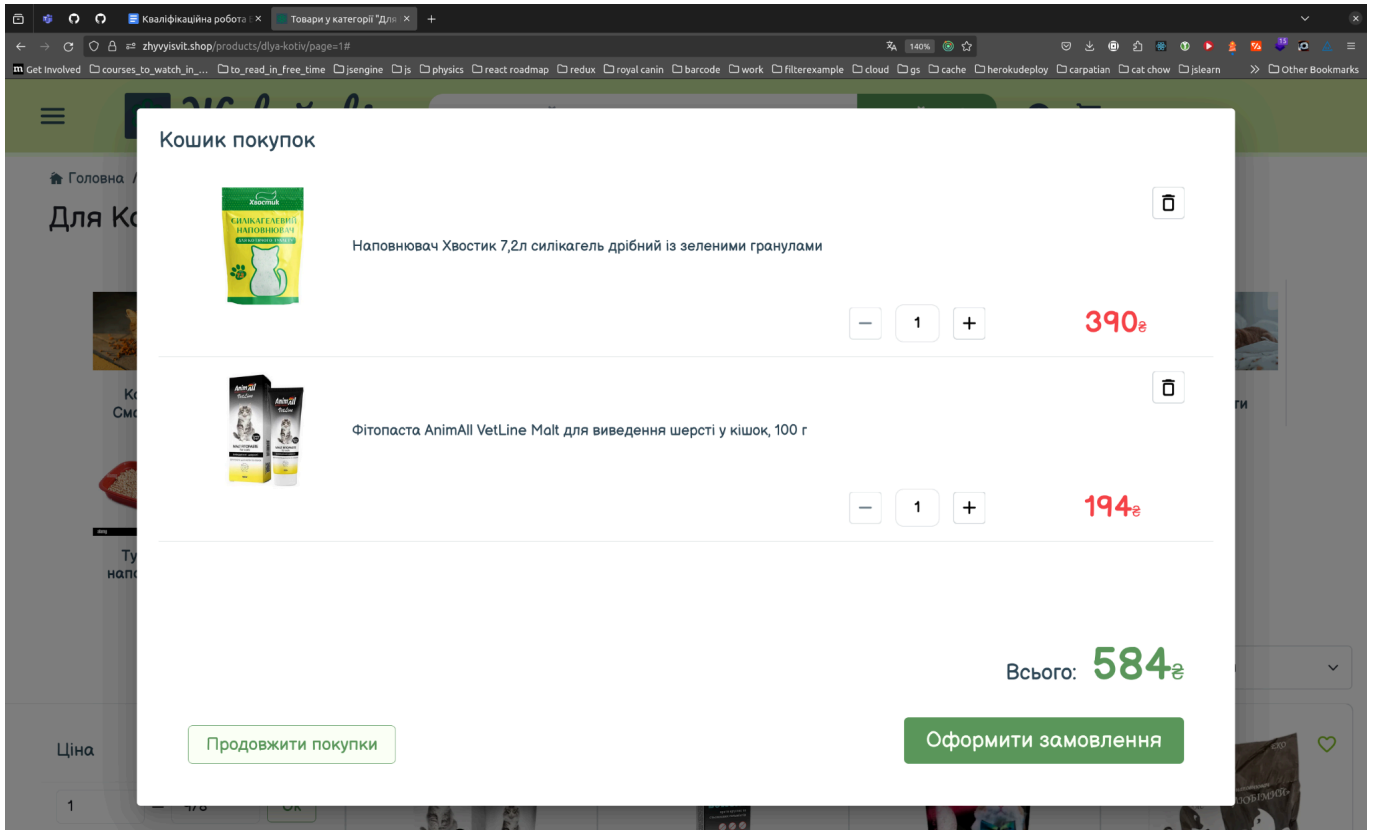 Кваліфікаційна робота Б
Товари у категорії "Для
zhyvyisvit.shop/products/dlya-kotiv/page=1#
140%
15
Get Involved courses_to_watch_in_... to_read_in_free_time jsengine js physics react roadmap redux royal canin barcode work filterexample cloud gs cache herokudeploy carpatian cat chow jslearn Other Bookmarks
Кошик покупок
Головна /
Для Ко
Хвостик
СИЛІКАГЕЛЕВИЙ
НАПОВНЮВАЧ
Наповнювач Хвостик 7,2л силікагель дрібний із зеленими гранулами
1
390₴
AnimAll
VetLine
AnimAll
Фітопаста AnimAll VetLine Malt для виведення шерсті у кішок, 100 г
1
194₴
Всього: 584₴
Продовжити покупки
Оформити замовлення
Ціна
1